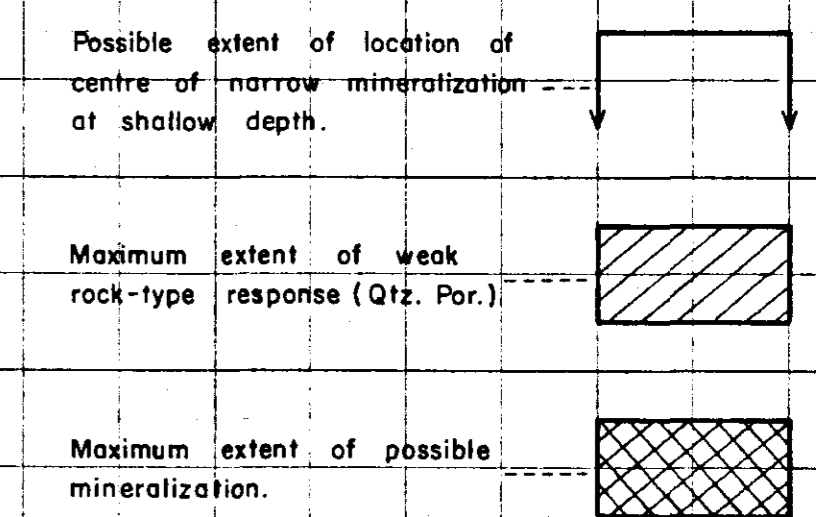 Possible extent of location of
centre of narrow mineralization
at shallow depth.
Maximum extent of weak
rock-type response (Qtz. Por.)
Maximum extent of possible
mineralization.